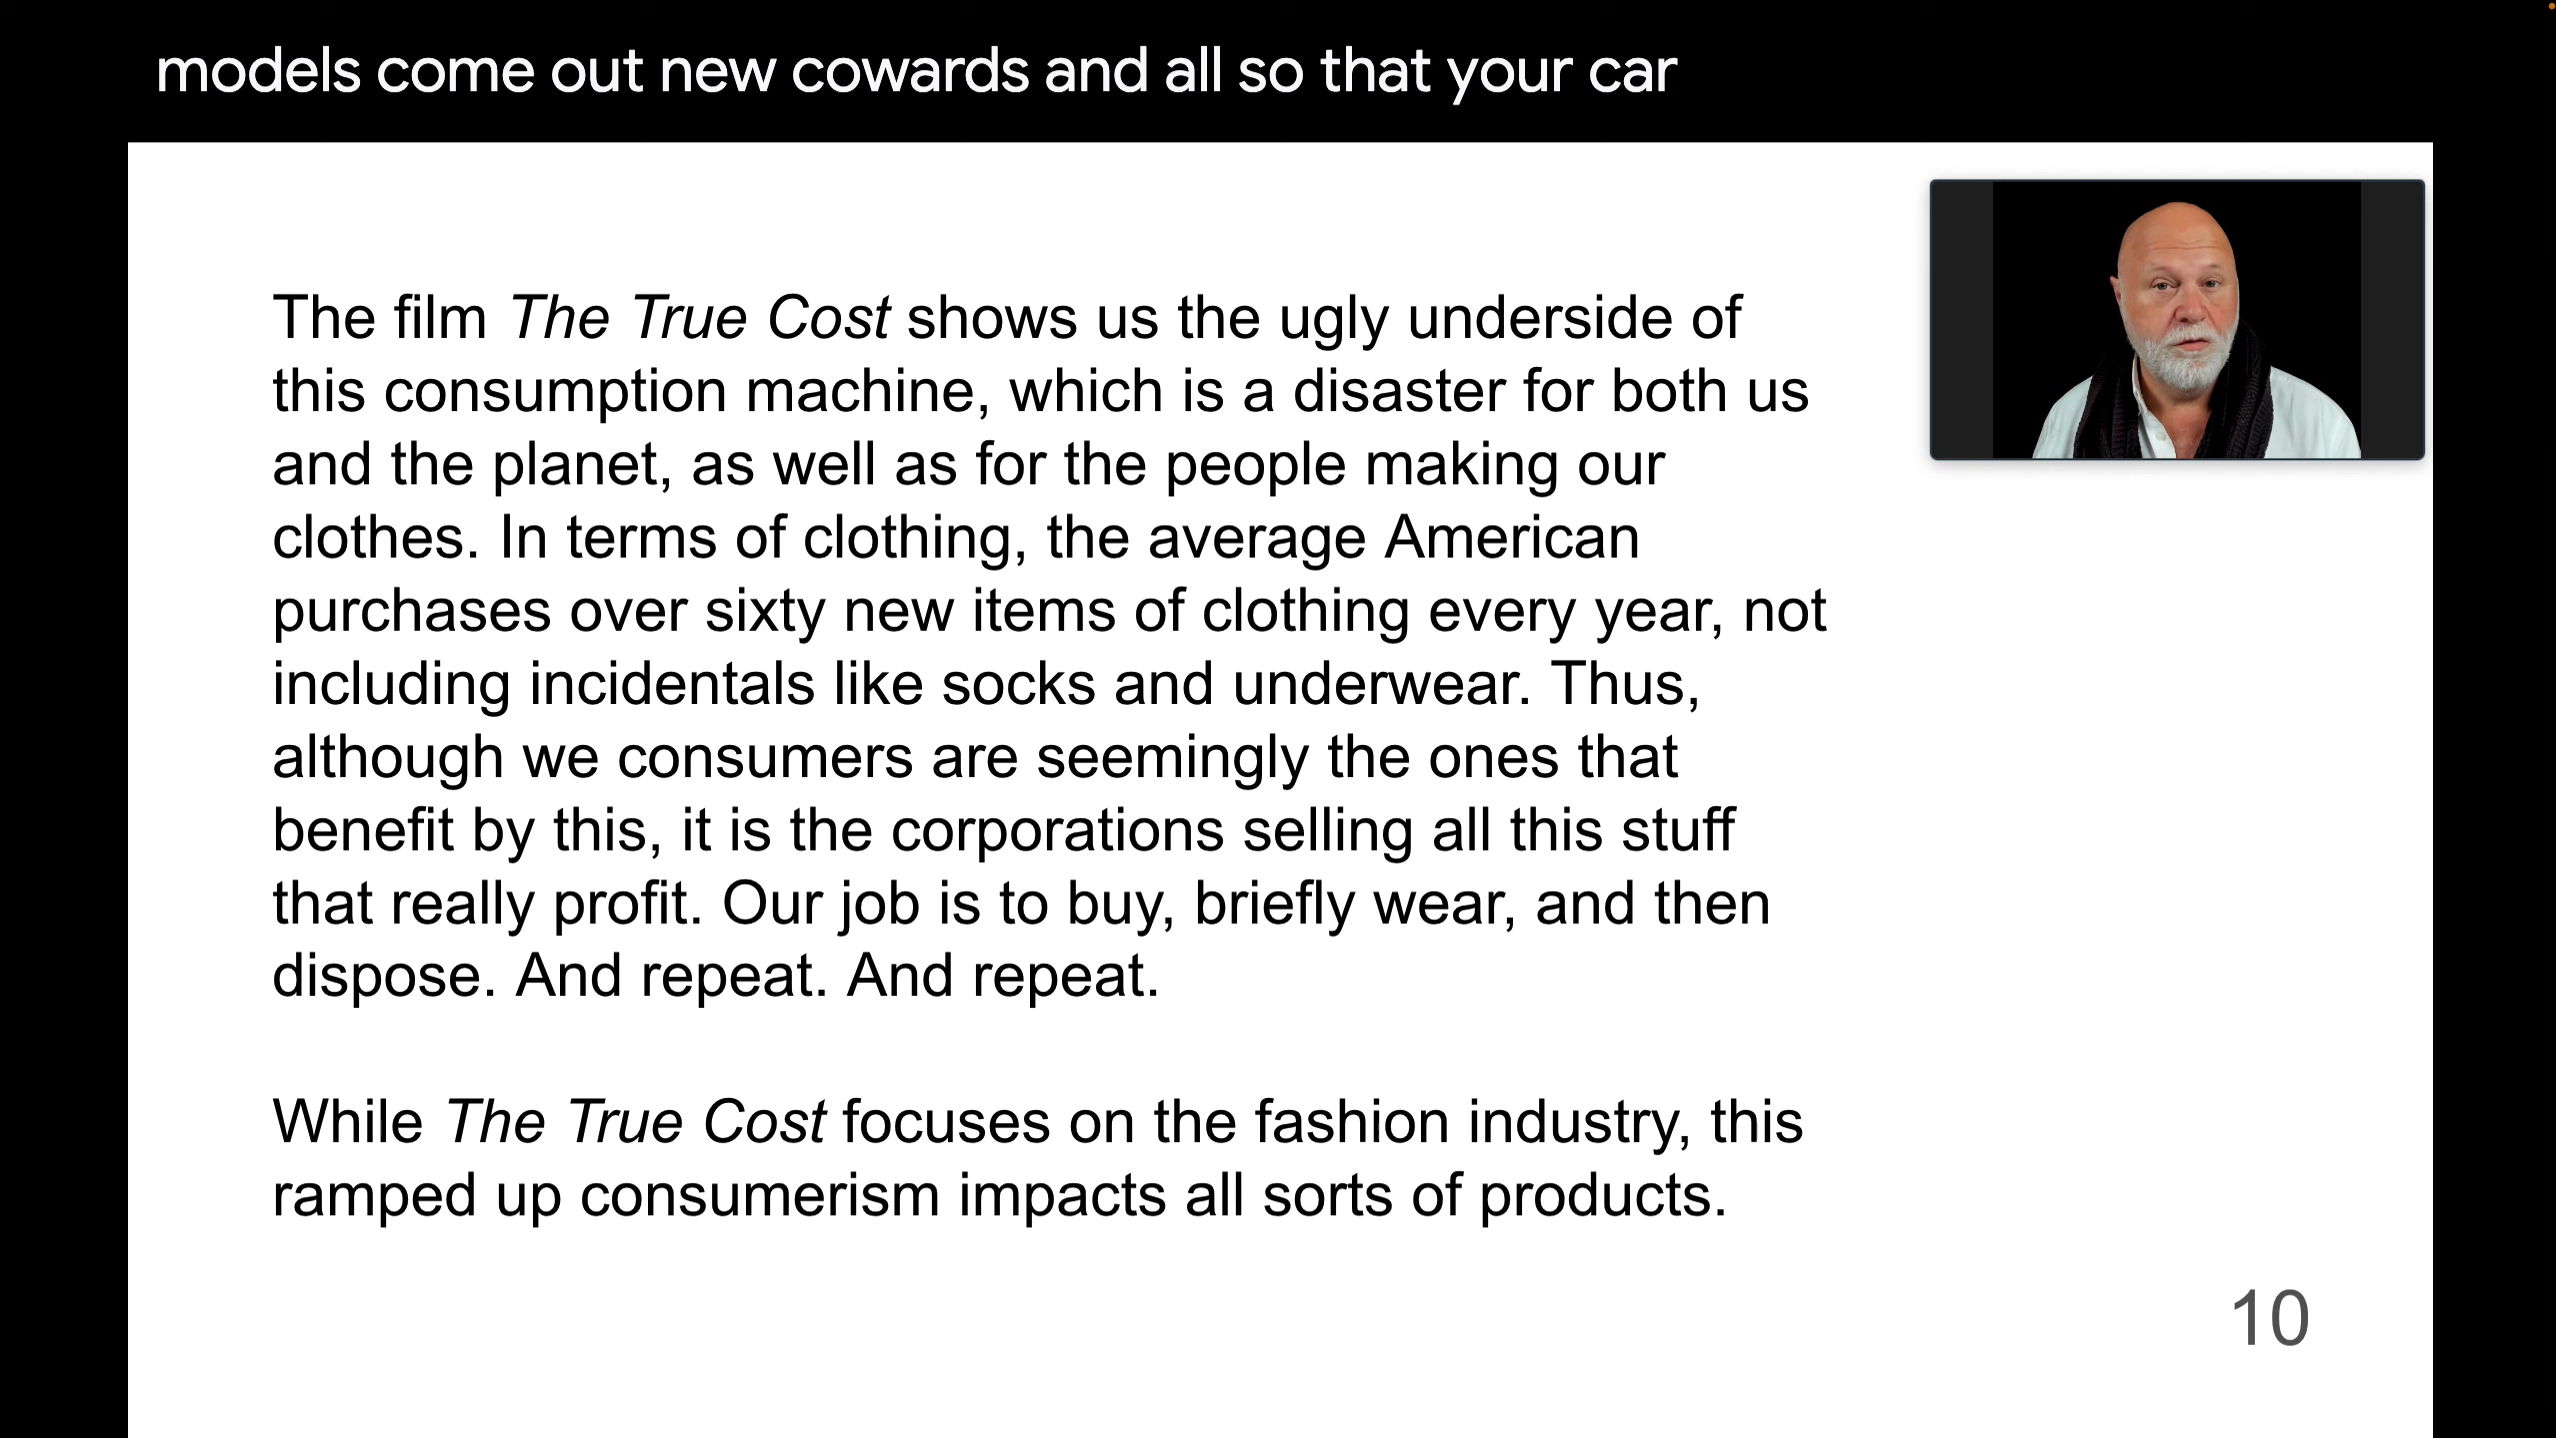 models come out new cowards and all so that your car
The film The True Cost shows us the ugly underside of
this consumption machine, which is a disaster for both us
and the planet, as well as for the people making our
clothes. In terms of clothing, the average American
purchases over sixty new items of clothing every year, not
including incidentals like socks and underwear. Thus,
although we consumers are seemingly the ones that
benefit by this, it is the corporations selling all this stuff
that really profit. Our job is to buy, briefly wear, and then
dispose. And repeat. And repeat.
While The True Cost focuses on the fashion industry, this
ramped up consumerism impacts all sorts of products.
10